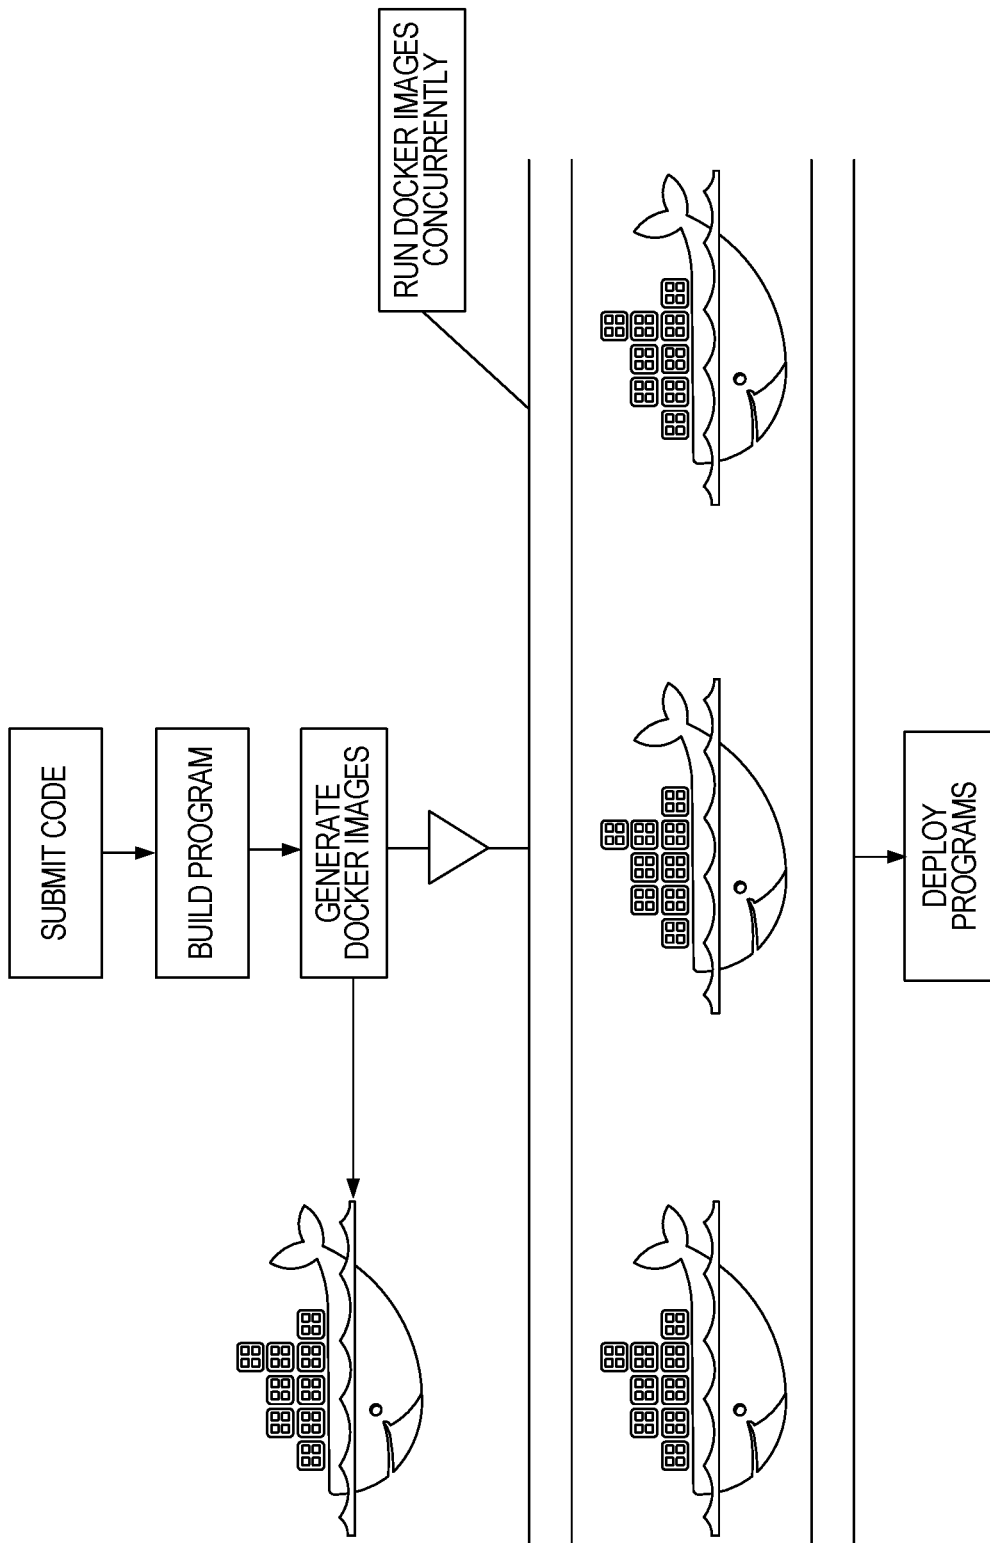 SUBMIT CODE
BUILD PROGRAM
GENERATE
DOCKER IMAGES
RUN DOCKER IMAGES
CONCURRENTLY
DEPLOY
PROGRAMS